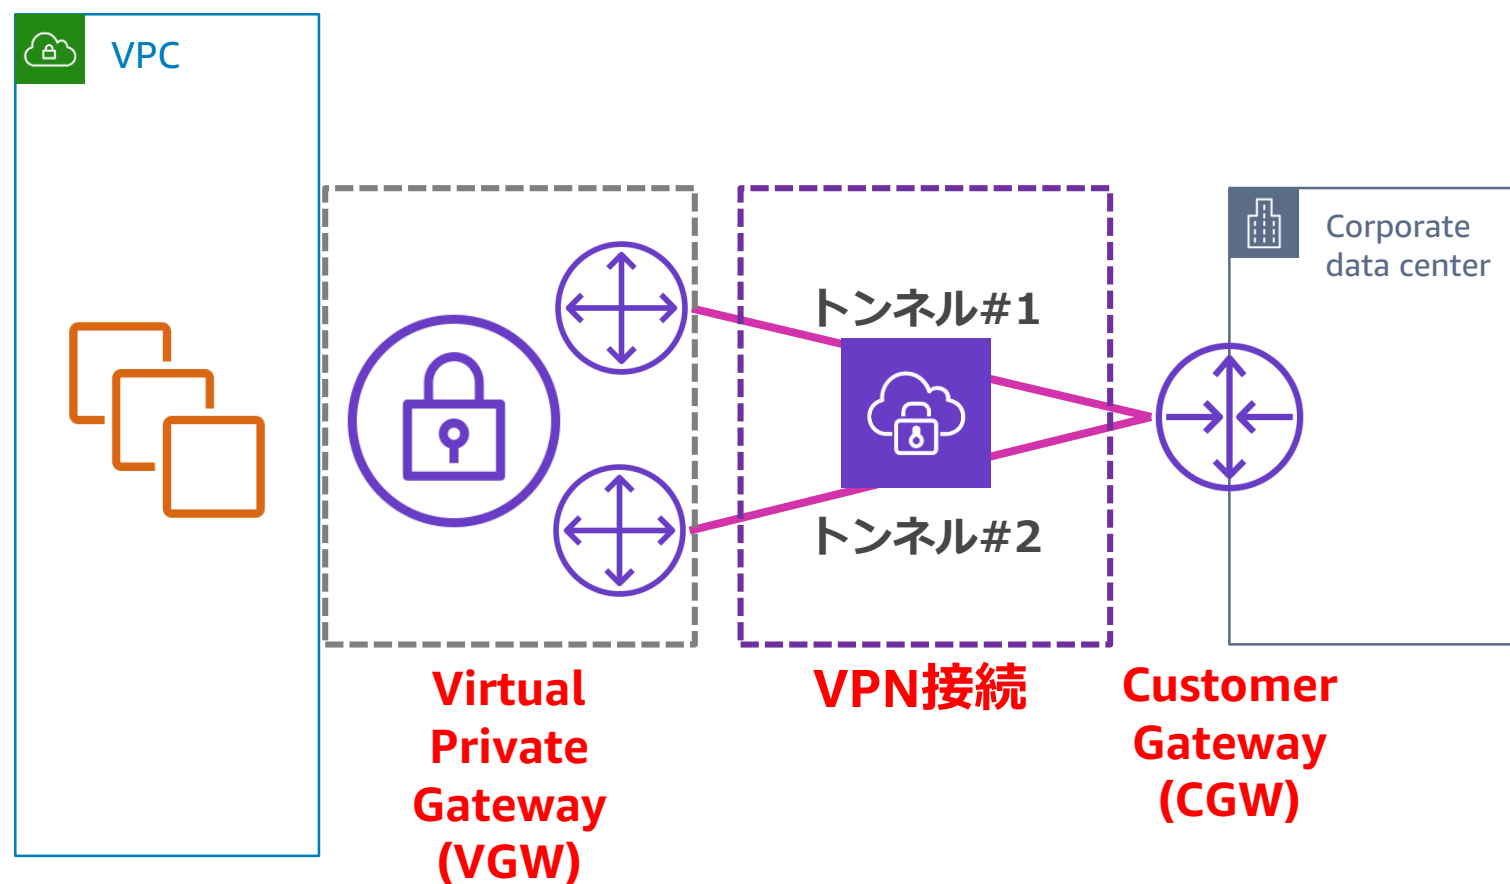 VPC
Corporate
data center
トンネル#1
トンネル#2
Virtual
Private
Gateway
(VGW)
VPN接続
Customer
Gateway
(CGW)